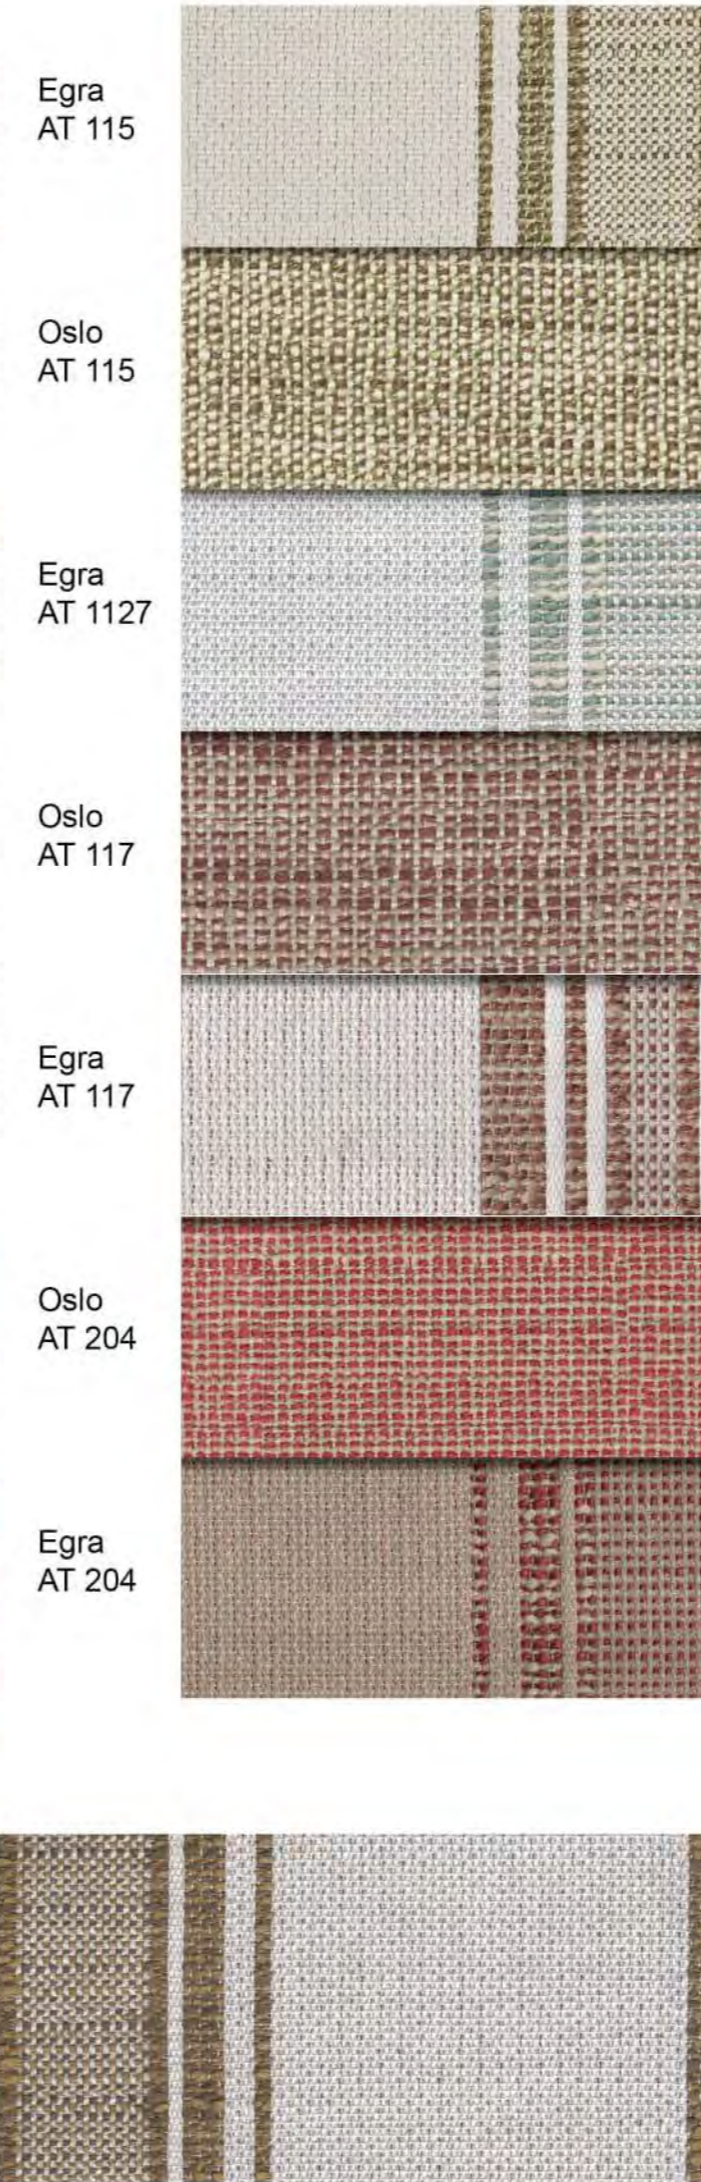 Egra
AT 115
Oslo
AT 115
Egra
AT 1127
Oslo
AT 117
Egra
AT 117
Oslo
AT 204
Egra
AT 204